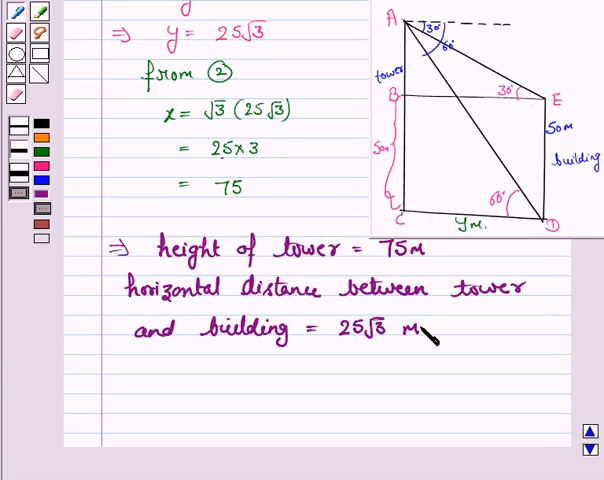 y
⇒ y = 25√3
from ②
x = √3 (25√3)
= 25×3
= 75
⇒ height of tower = 75m
horizontal distance between tower
and building = 25√3 m
A
30°
60°
tower
B
30°
E
50m
50m
building
60°
C
y m.
D